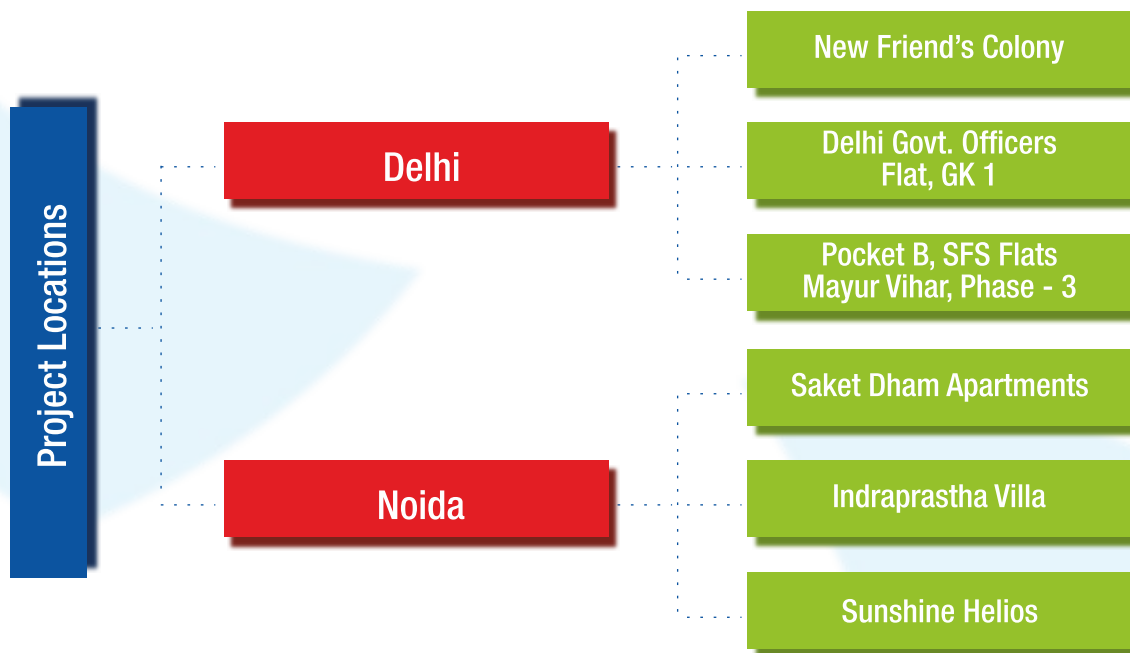 Project Locations
Delhi
New Friend’s Colony
Delhi Govt. Officers
Flat, GK 1
Pocket B, SFS Flats
Mayur Vihar, Phase - 3
Noida
Saket Dham Apartments
Indraprastha Villa
Sunshine Helios